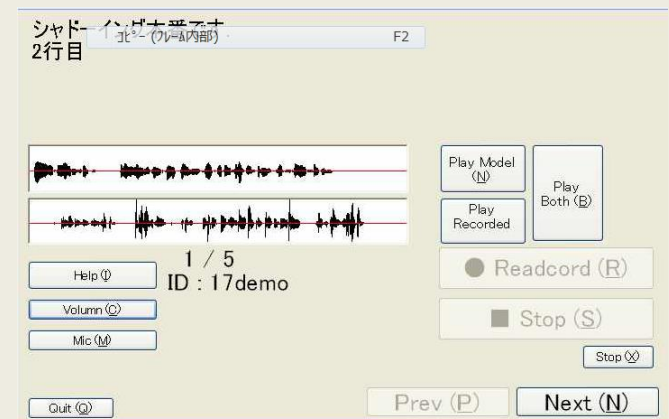 シャドーイング本番です.
コピー (フレーム内部) F2
2行目
Play Model
(N)
Play
Both (B)
Play
Recorded
1 / 5
ID : 17demo
Help (I)
Volumn (C)
Mic (M)
● Readcord (R)
■ Stop (S)
Stop (X)
Quit (Q)
Prev (P)
Next (N)